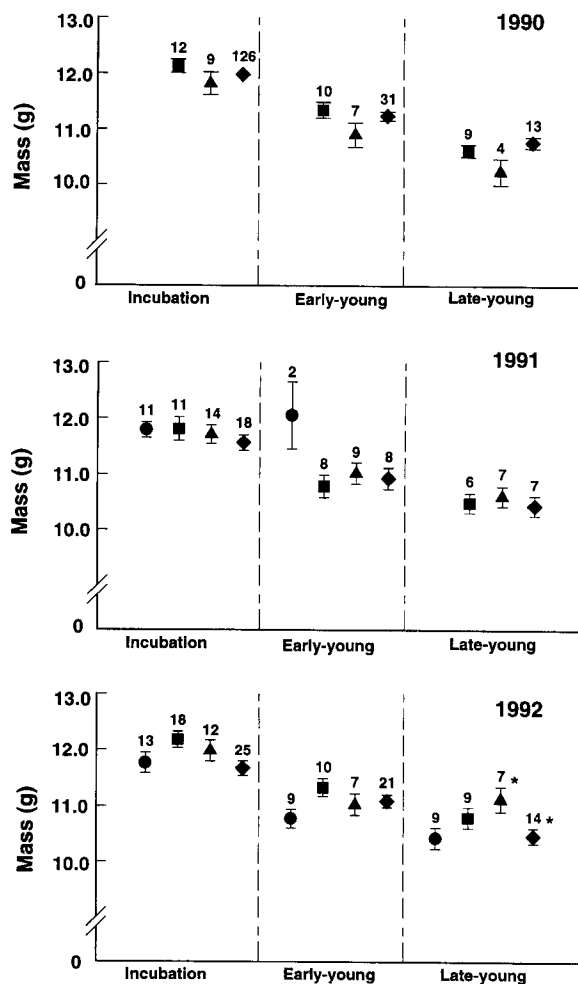 1990
13.0
12.0
11.0
10.0
0
Mass (g)
12 9 126
10 7 31
9 4 13
Incubation Early-young Late-young
1991
13.0
12.0
11.0
10.0
0
Mass (g)
11 11 14 18
2 8 9 8
6 7 7
Incubation Early-young Late-young
1992
13.0
12.0
11.0
10.0
0
Mass (g)
13 18 12 25
9 10 7 21
9 9 7 * 14 *
Incubation Early-young Late-young